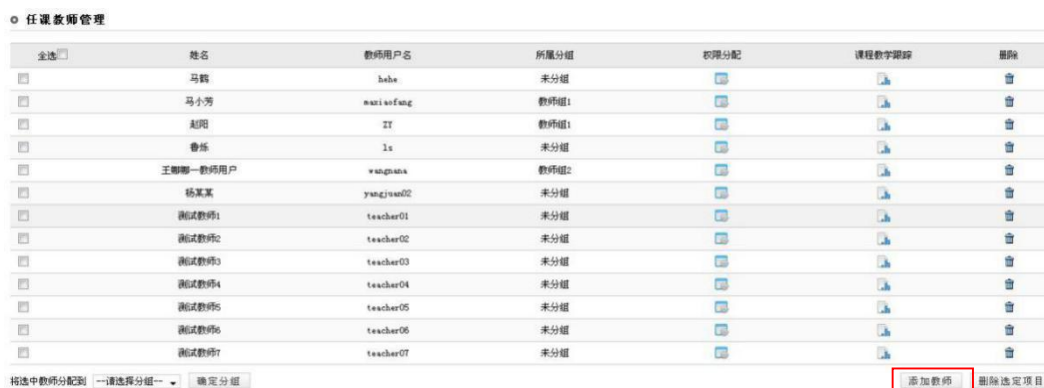 任课教师管理
全选 姓名 教师用户名 所属分组 权限分配 课程教学跟踪 删除
马鹤 hehe 未分组
马小芳 maxiaofang 教师组1
赵阳 ZY 教师组1
ls 未分组
王娜娜—教师用户 wangnana 教师组2
杨某某 yangjuan02 未分组
测试教师1 teacher01 未分组
测试教师2 teacher02 未分组
测试教师3 teacher03 未分组
测试教师4 teacher04 未分组
测试教师5 teacher05 未分组
测试教师6 teacher06 未分组
测试教师7 teacher07 未分组
将选中教师分配到 --请选择分组-- 确定分组 添加教师 删除选定项目